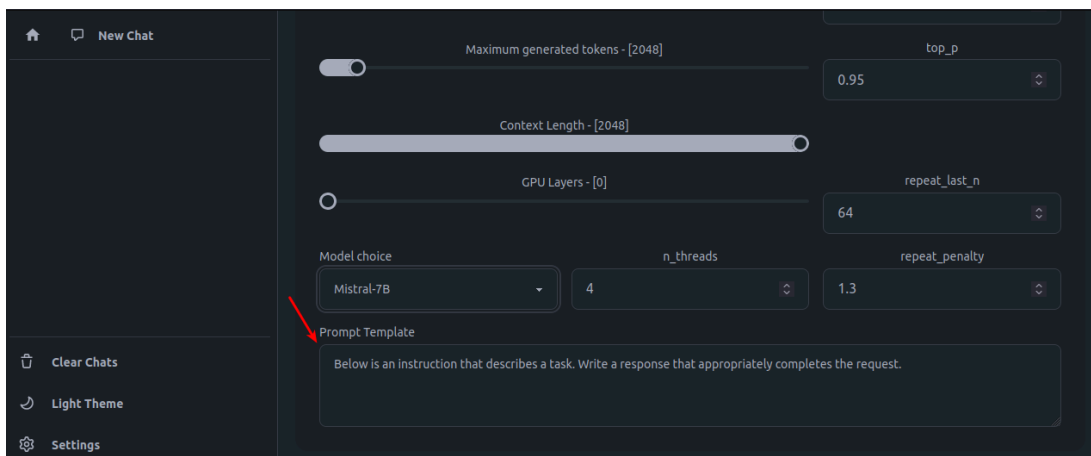 New Chat
Maximum generated tokens - [2048]
top_p
0.95
Context Length - [2048]
GPU Layers - [0]
repeat_last_n
64
Model choice
n_threads
repeat_penalty
Mistral-7B
4
1.3
Prompt Template
Below is an instruction that describes a task. Write a response that appropriately completes the request.
Clear Chats
Light Theme
Settings